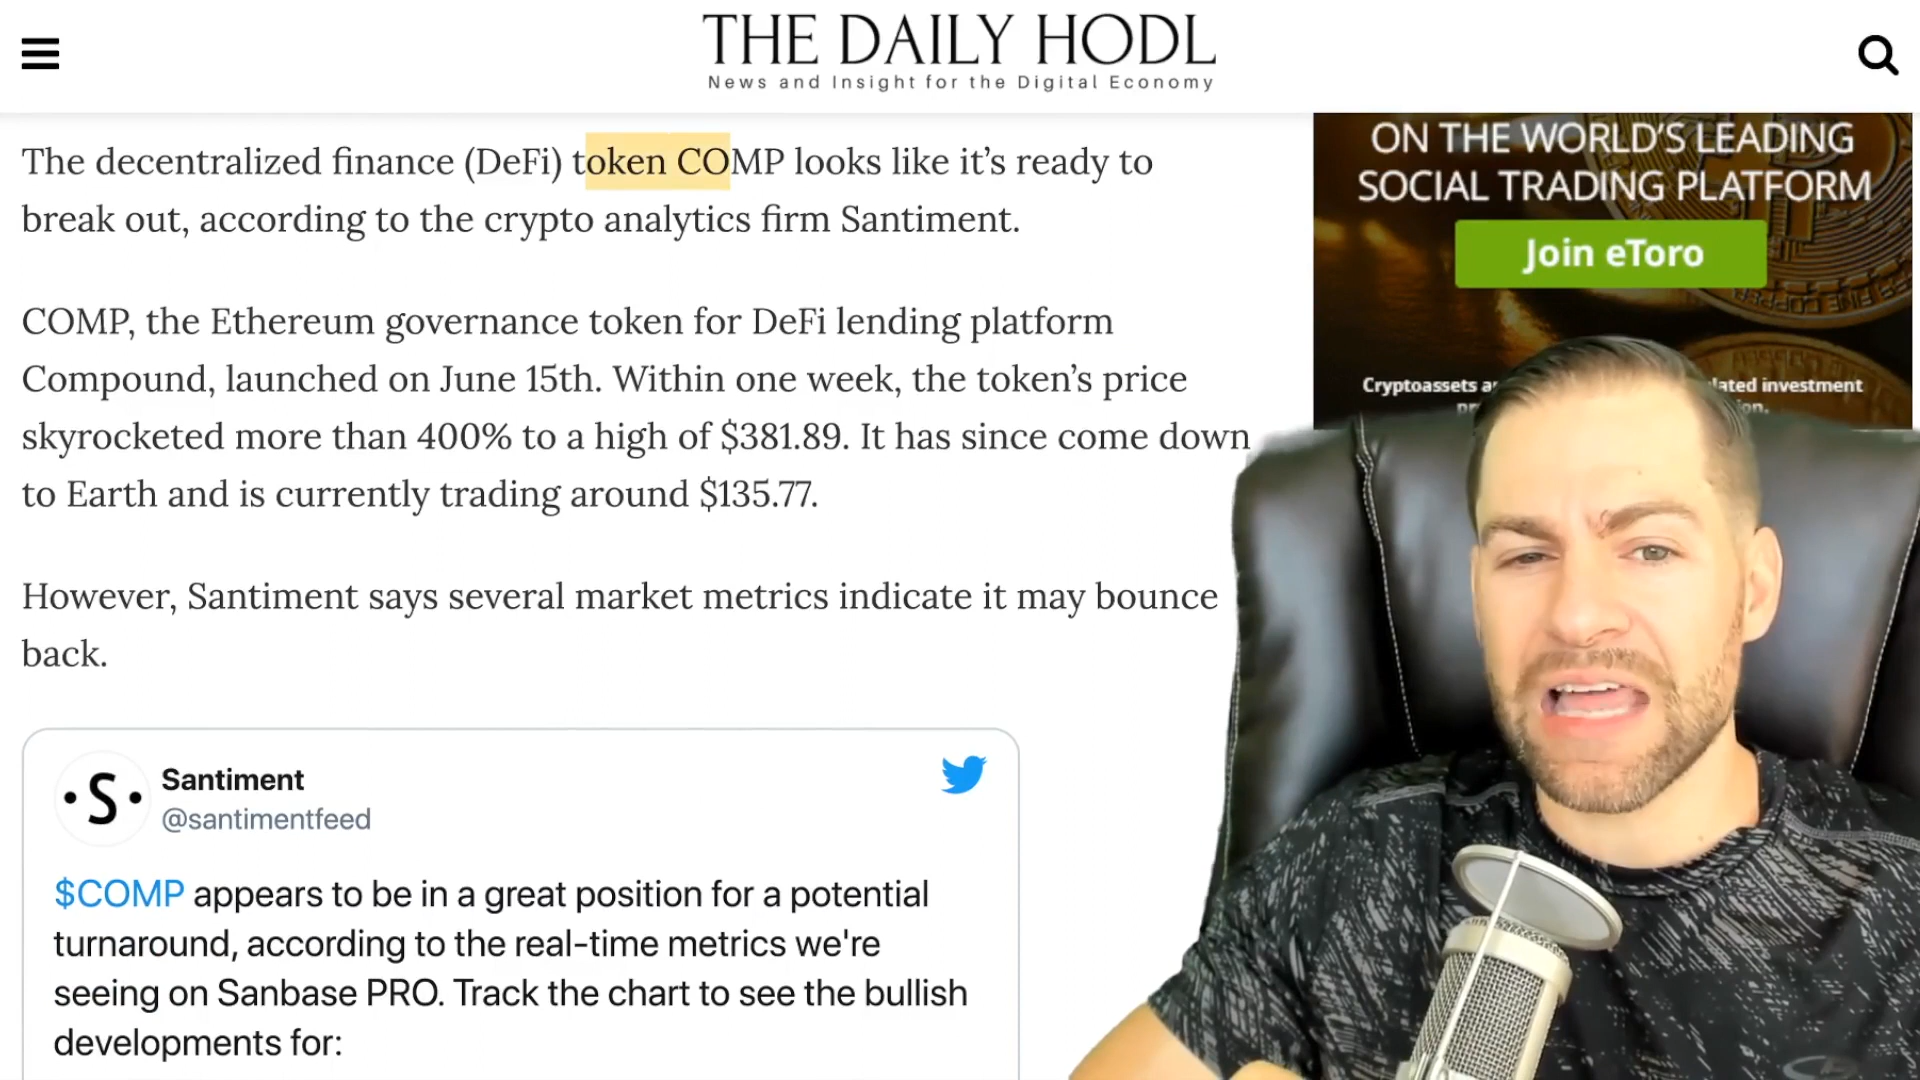 THE DAILY HODL
News and Insight for the Digital Economy
The decentralized finance (DeFi) token COMP looks like it’s ready to
break out, according to the crypto analytics firm Santiment.
COMP, the Ethereum governance token for DeFi lending platform
Compound, launched on June 15th. Within one week, the token’s price
skyrocketed more than 400% to a high of $381.89. It has since come down
to Earth and is currently trading around $135.77.
However, Santiment says several market metrics indicate it may bounce
back.
·S·
Santiment
@santimentfeed
$COMP appears to be in a great position for a potential
turnaround, according to the real-time metrics we're
seeing on Sanbase PRO. Track the chart to see the bullish
developments for:
ON THE WORLD’S LEADING
SOCIAL TRADING PLATFORM
Join eToro
Cryptoassets investment